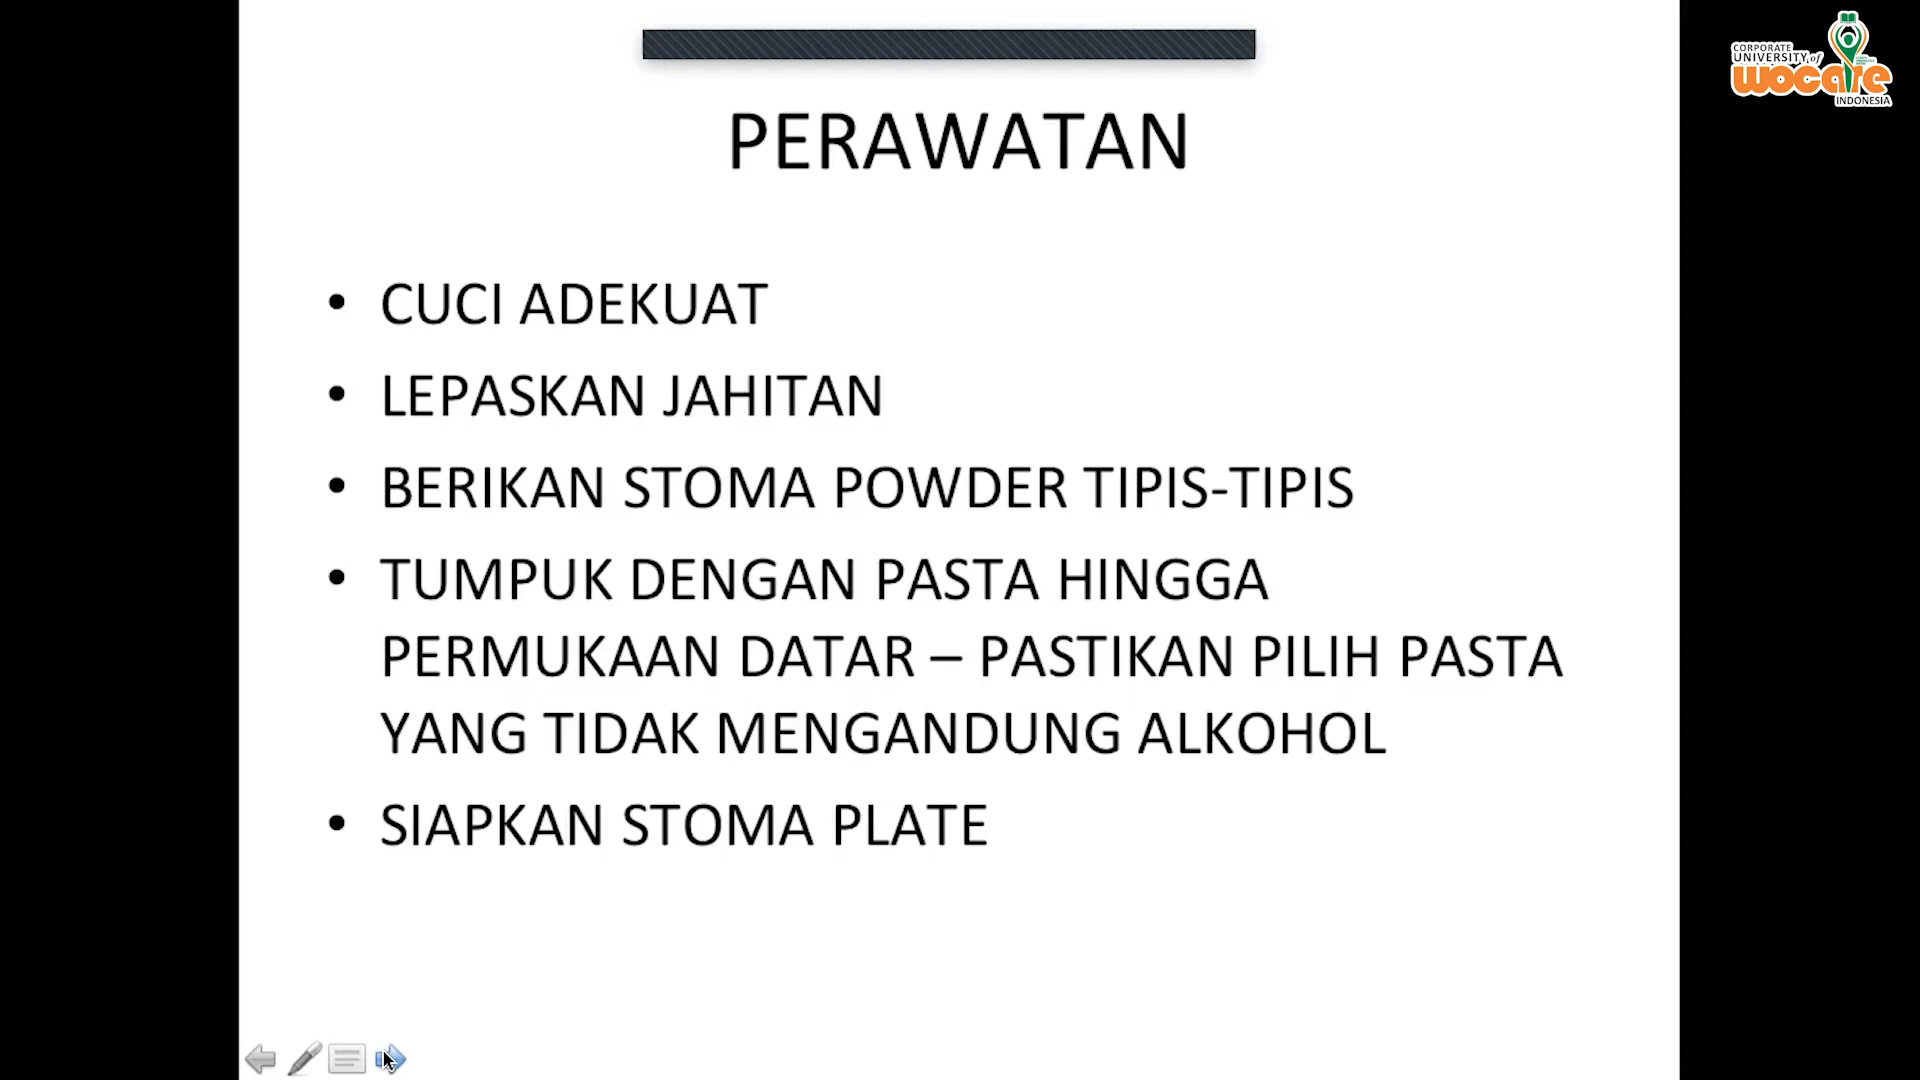 CORPORATE
UNIVERSITY of
wocare
INDONESIA
PERAWATAN
• CUCI ADEKUAT
• LEPASKAN JAHITAN
• BERIKAN STOMA POWDER TIPIS-TIPIS
• TUMPUK DENGAN PASTA HINGGA
PERMUKAAN DATAR – PASTIKAN PILIH PASTA
YANG TIDAK MENGANDUNG ALKOHOL
• SIAPKAN STOMA PLATE